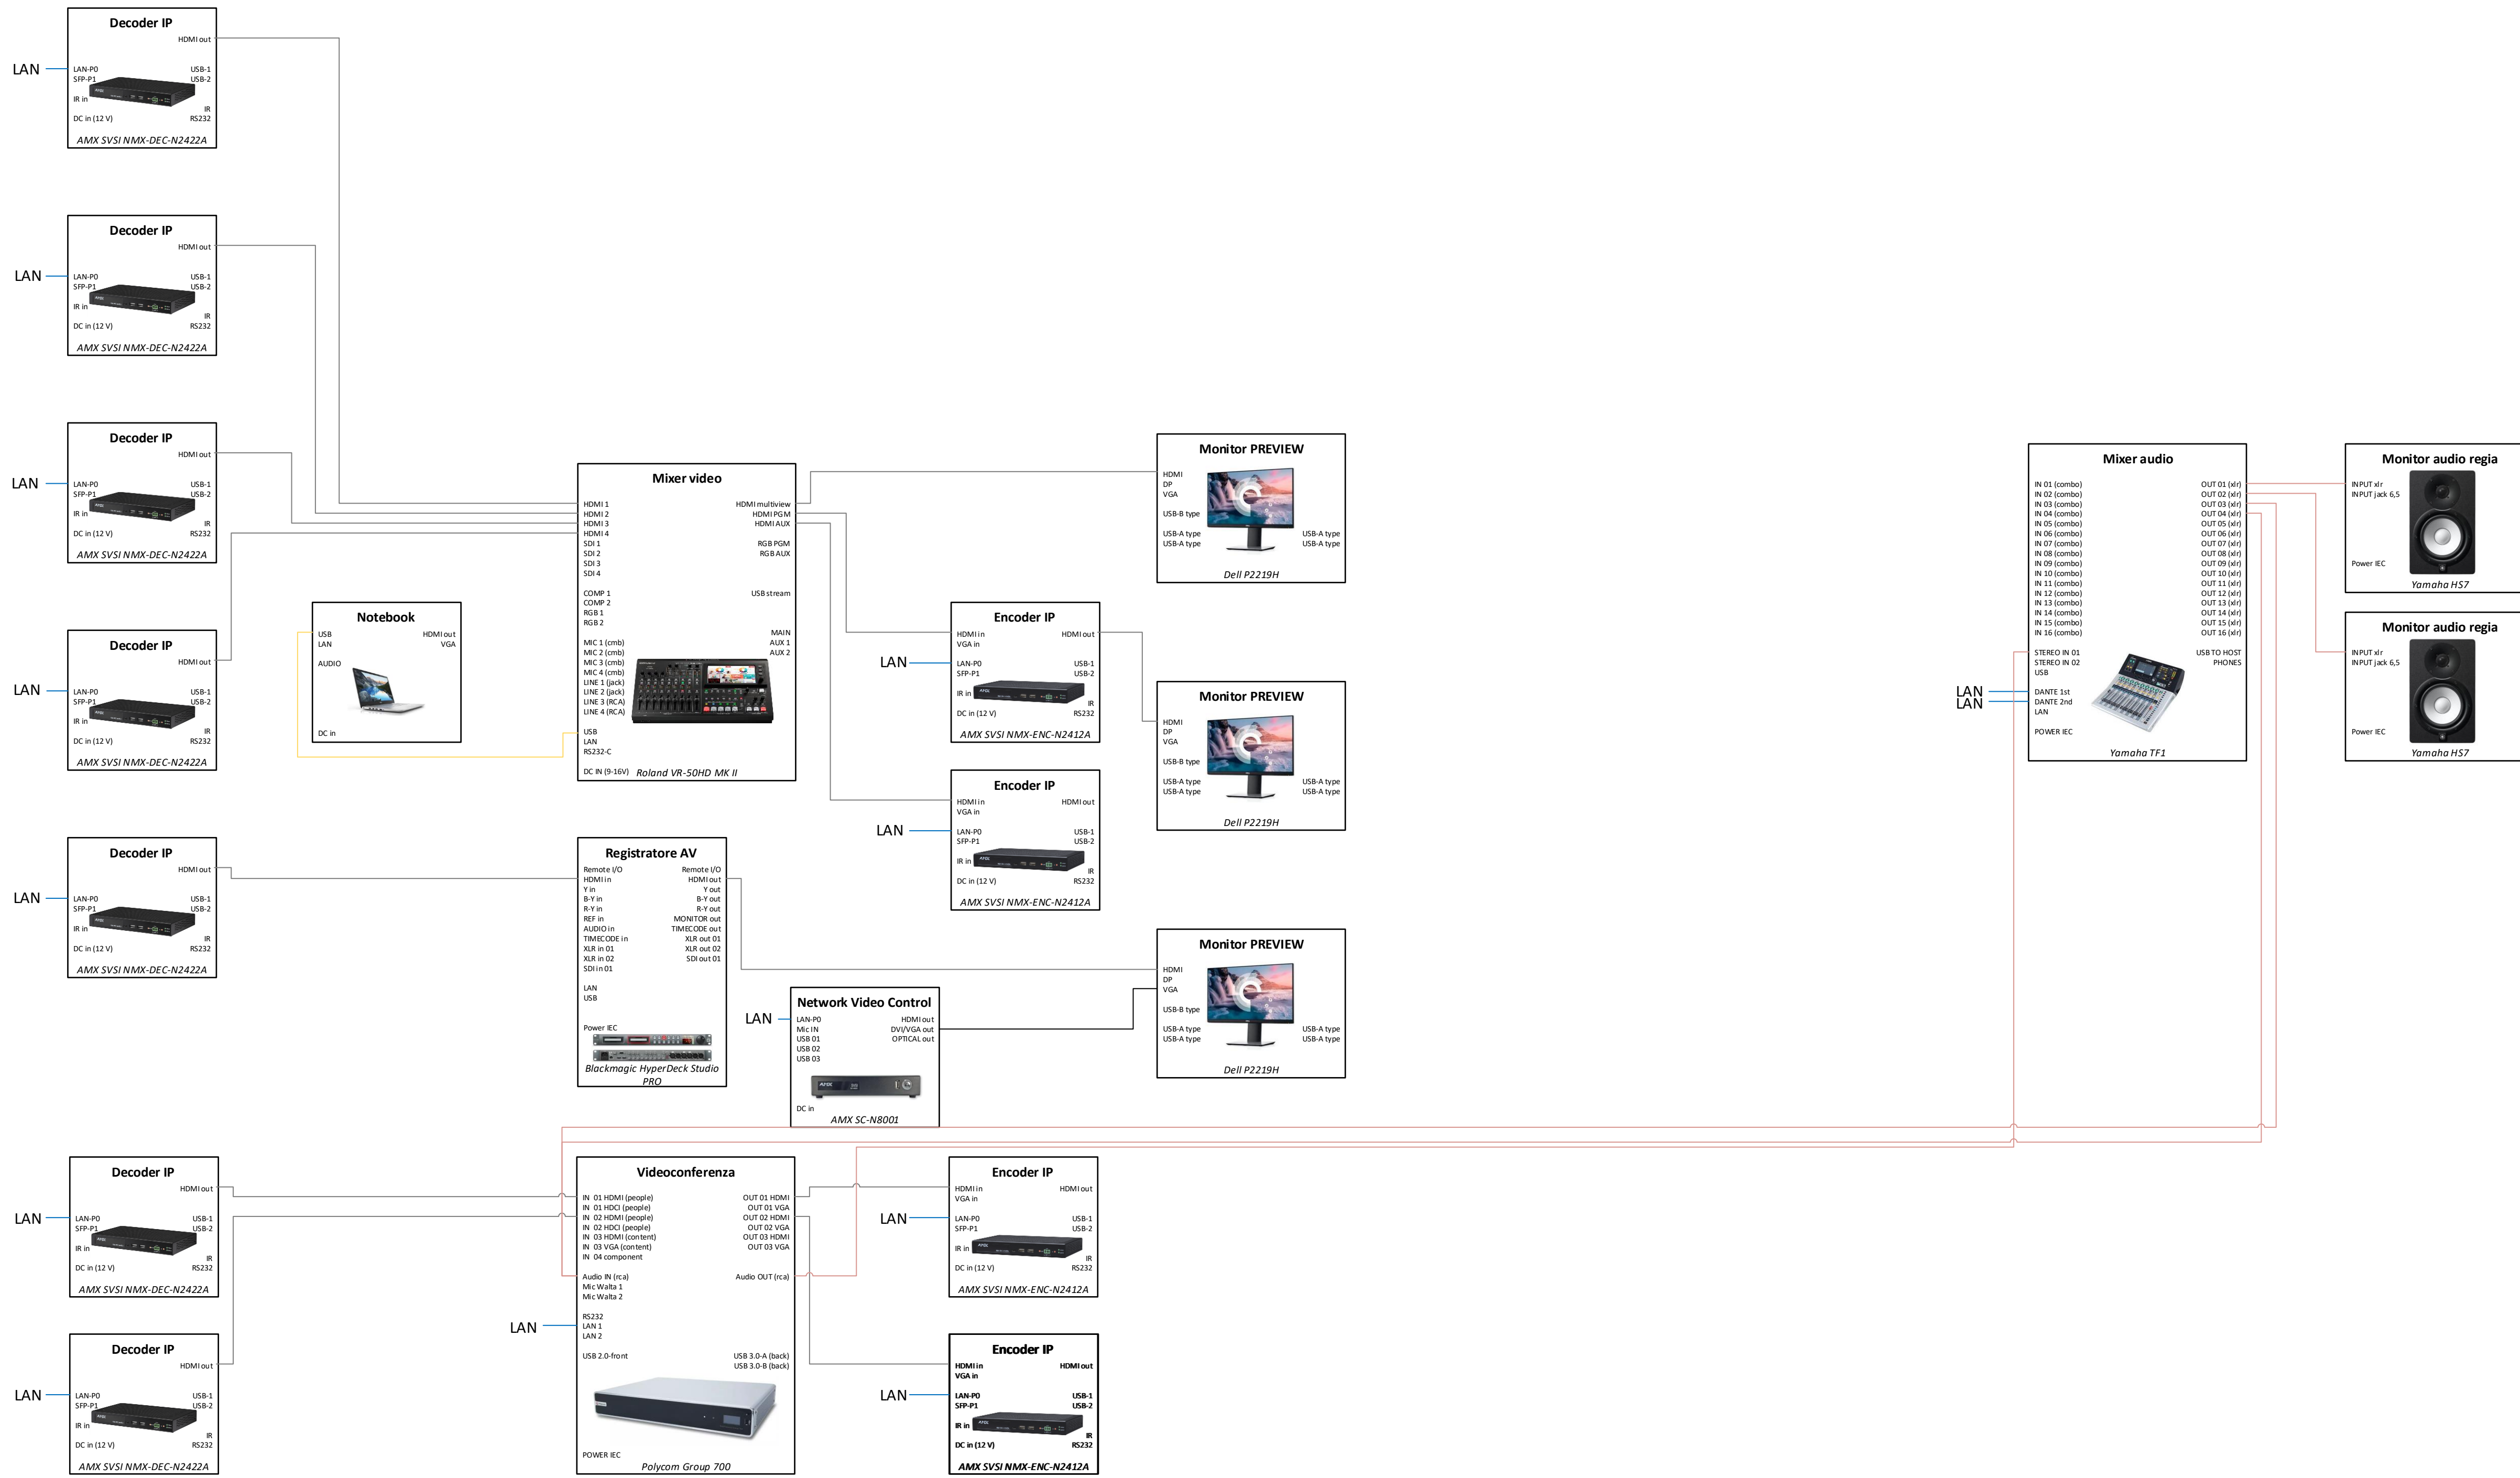 Decoder IP
HDMI out
LAN
LAN-P0
USB-1
SFP-P1
USB-2
IR in
IR
DC in (12 V)
RS232
AMX SVSI NMX-DEC-N2422A
Decoder IP
HDMI out
LAN
LAN-P0
USB-1
SFP-P1
USB-2
IR in
IR
DC in (12 V)
RS232
AMX SVSI NMX-DEC-N2422A
Decoder IP
HDMI out
LAN
LAN-P0
USB-1
SFP-P1
USB-2
IR in
IR
DC in (12 V)
RS232
AMX SVSI NMX-DEC-N2422A
Decoder IP
HDMI out
LAN
LAN-P0
USB-1
SFP-P1
USB-2
IR in
IR
DC in (12 V)
RS232
AMX SVSI NMX-DEC-N2422A
Notebook
USB
HDMI out
LAN
VGA
AUDIO
DC in
Mixer video
HDMI 1
HDMI multiview
HDMI 2
HDMI PGM
HDMI 3
HDMI AUX
HDMI 4
SDI 1
RGB PGM
SDI 2
RGB AUX
SDI 3
SDI 4
COMP 1
USB stream
COMP 2
RGB 1
RGB 2
MAIN
MIC 1 (cmb)
AUX 1
MIC 2 (cmb)
AUX 2
MIC 3 (cmb)
MIC 4 (cmb)
LINE 1 (jack)
LINE 2 (jack)
LINE 3 (RCA)
LINE 4 (RCA)
USB
LAN
RS232-C
DC IN (9-16V)
Roland VR-50HD MK II
Monitor PREVIEW
HDMI
DP
VGA
USB-B type
USB-A type
USB-A type
USB-A type
USB-A type
Dell P2219H
Encoder IP
HDMI in
HDMI out
VGA in
LAN
LAN-P0
USB-1
SFP-P1
USB-2
IR in
IR
DC in (12 V)
RS232
AMX SVSI NMX-ENC-N2412A
Monitor PREVIEW
HDMI
DP
VGA
USB-B type
USB-A type
USB-A type
USB-A type
USB-A type
Dell P2219H
Encoder IP
HDMI in
HDMI out
VGA in
LAN
LAN-P0
USB-1
SFP-P1
USB-2
IR in
IR
DC in (12 V)
RS232
AMX SVSI NMX-ENC-N2412A
Mixer audio
IN 01 (combo)
OUT 01 (xlr)
IN 02 (combo)
OUT 02 (xlr)
IN 03 (combo)
OUT 03 (xlr)
IN 04 (combo)
OUT 04 (xlr)
IN 05 (combo)
OUT 05 (xlr)
IN 06 (combo)
OUT 06 (xlr)
IN 07 (combo)
OUT 07 (xlr)
IN 08 (combo)
OUT 08 (xlr)
IN 09 (combo)
OUT 09 (xlr)
IN 10 (combo)
OUT 10 (xlr)
IN 11 (combo)
OUT 11 (xlr)
IN 12 (combo)
OUT 12 (xlr)
IN 13 (combo)
OUT 13 (xlr)
IN 14 (combo)
OUT 14 (xlr)
IN 15 (combo)
OUT 15 (xlr)
IN 16 (combo)
OUT 16 (xlr)
STEREO IN 01
USB TO HOST
STEREO IN 02
PHONES
USB
LAN
DANTE 1st
LAN
DANTE 2nd
LAN
POWER IEC
Yamaha TF1
Monitor audio regia
INPUT xlr
INPUT jack 6,5
Power IEC
Yamaha HS7
Monitor audio regia
INPUT xlr
INPUT jack 6,5
Power IEC
Yamaha HS7
Decoder IP
HDMI out
LAN
LAN-P0
USB-1
SFP-P1
USB-2
IR in
IR
DC in (12 V)
RS232
AMX SVSI NMX-DEC-N2422A
Registratore AV
Remote I/O
Remote I/O
HDMI in
HDMI out
Y in
Y out
B-Y in
B-Y out
R-Y in
R-Y out
REF in
MONITOR out
AUDIO in
TIMECODE out
TIMECODE in
XLR out 01
XLR in 01
XLR out 02
XLR in 02
SDI out 01
SDI in 01
LAN
USB
Power IEC
Blackmagic HyperDeck Studio
PRO
Network Video Control
LAN
LAN-P0
HDMI out
Mic IN
DVI/VGA out
USB 01
OPTICAL out
USB 02
USB 03
AMX
DC in
AMX SC-N8001
Monitor PREVIEW
HDMI
DP
VGA
USB-B type
USB-A type
USB-A type
USB-A type
USB-A type
Dell P2219H
Decoder IP
HDMI out
LAN
LAN-P0
USB-1
SFP-P1
USB-2
IR in
IR
DC in (12 V)
RS232
AMX SVSI NMX-DEC-N2422A
Decoder IP
HDMI out
LAN
LAN-P0
USB-1
SFP-P1
USB-2
IR in
IR
DC in (12 V)
RS232
AMX SVSI NMX-DEC-N2422A
Videoconferenza
IN 01 HDMI (people)
OUT 01 HDMI
IN 01 HDCI (people)
OUT 01 VGA
IN 02 HDMI (people)
OUT 02 HDMI
IN 02 HDCI (people)
OUT 02 VGA
IN 03 HDMI (content)
OUT 03 HDMI
IN 03 VGA (content)
OUT 03 VGA
IN 04 component
Audio IN (rca)
Audio OUT (rca)
Mic Walta 1
Mic Walta 2
RS232
LAN
LAN 1
LAN 2
USB 2.0-front
USB 3.0-A (back)
USB 3.0-B (back)
POWER IEC
Polycom Group 700
Encoder IP
HDMI in
HDMI out
VGA in
LAN
LAN-P0
USB-1
SFP-P1
USB-2
IR in
IR
DC in (12 V)
RS232
AMX SVSI NMX-ENC-N2412A
Encoder IP
HDMI in
HDMI out
VGA in
LAN
LAN-P0
USB-1
SFP-P1
USB-2
IR in
IR
DC in (12 V)
RS232
AMX SVSI NMX-ENC-N2412A